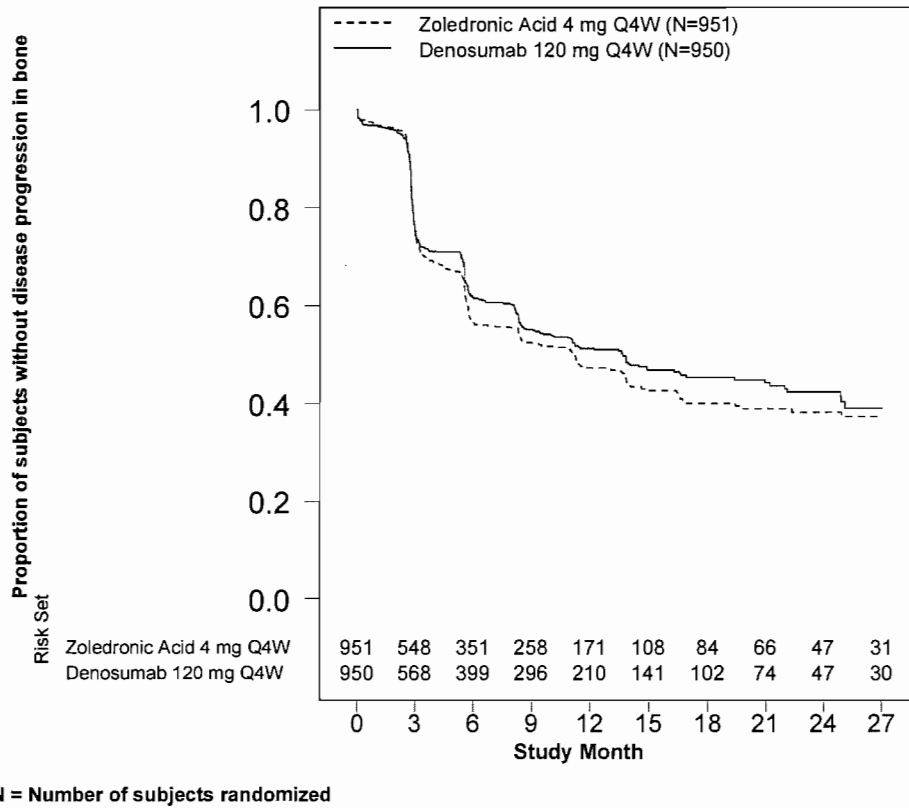 Zoledronic Acid 4 mg Q4W (N=951)
Denosumab 120 mg Q4W (N=950)
Proportion of subjects without disease progression in bone
1.0
0.8
0.6
0.4
0.2
0.0
Risk Set
Zoledronic Acid 4 mg Q4W 951 548 351 258 171 108 84 66 47 31
Denosumab 120 mg Q4W 950 568 399 296 210 141 102 74 47 30
0 3 6 9 12 15 18 21 24 27
Study Month
N = Number of subjects randomized